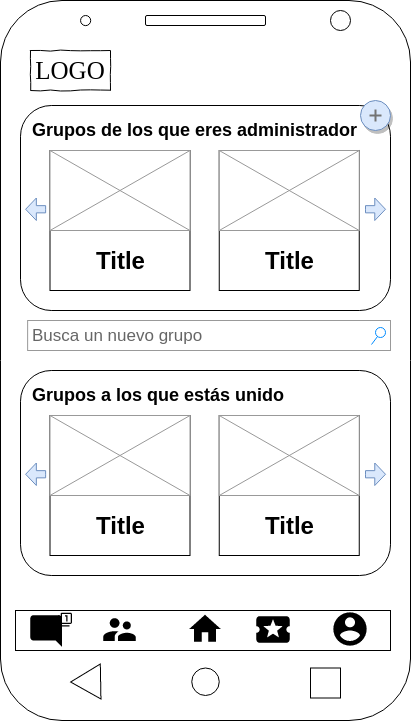 LOGO
+
Grupos de los que eres administrador
Title
Title
Busca un nuevo grupo
Grupos a los que estás unido
Title
Title
1